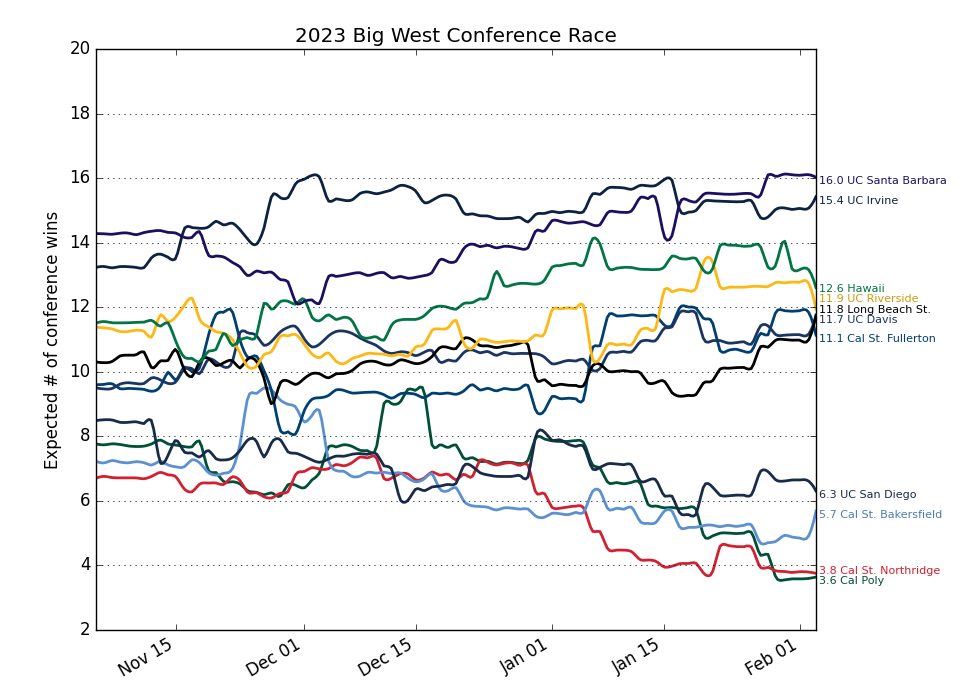 2023 Big West Conference Race
Expected # of conference wins
20
18
16
14
12
10
8
6
4
2
Nov 15
Dec 01
Dec 15
Jan 01
Jan 15
Feb 01
16.0 UC Santa Barbara
15.4 UC Irvine
12.6 Hawaii
11.9 UC Riverside
11.8 Long Beach St.
11.7 UC Davis
11.1 Cal St. Fullerton
6.3 UC San Diego
5.7 Cal St. Bakersfield
3.8 Cal St. Northridge
3.6 Cal Poly